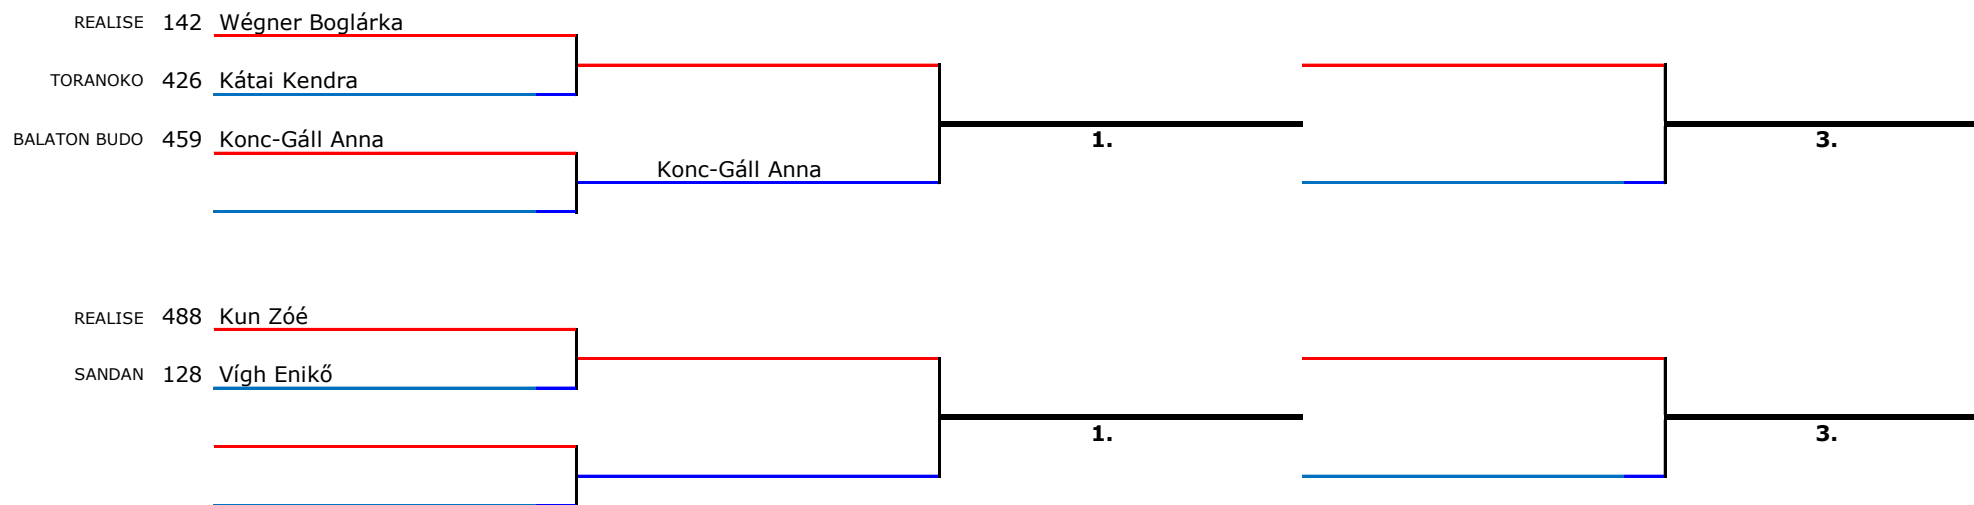 REALISE 142 Wégner Boglárka
TORANOKO 426 Kátai Kendra
1. 3.
BALATON BUDO 459 Konc-Gáll Anna
Konc-Gáll Anna
REALISE 488 Kun Zóé
SANDAN 128 Vígh Enikő
1. 3.